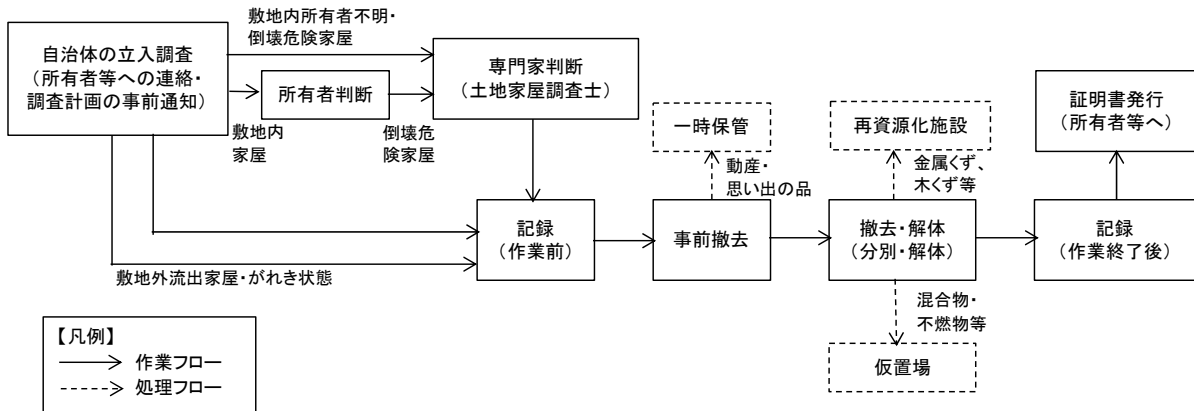 敷地内所有者不明・
倒壊危険家屋
自治体の立入調査
（所有者等への連絡・
調査計画の事前通知）
所有者判断
敷地内
家屋
倒壊危
険家屋
専門家判断
（土地家屋調査士）
一時保管
動産・
思い出の品
再資源化施設
金属くず、
木くず等
証明書発行
（所有者等へ）
記録
（作業前）
事前撤去
撤去・解体
（分別・解体）
記録
（作業終了後）
敷地外流出家屋・がれき状態
混合物・
不燃物等
仮置場
【凡例】
作業フロー
処理フロー